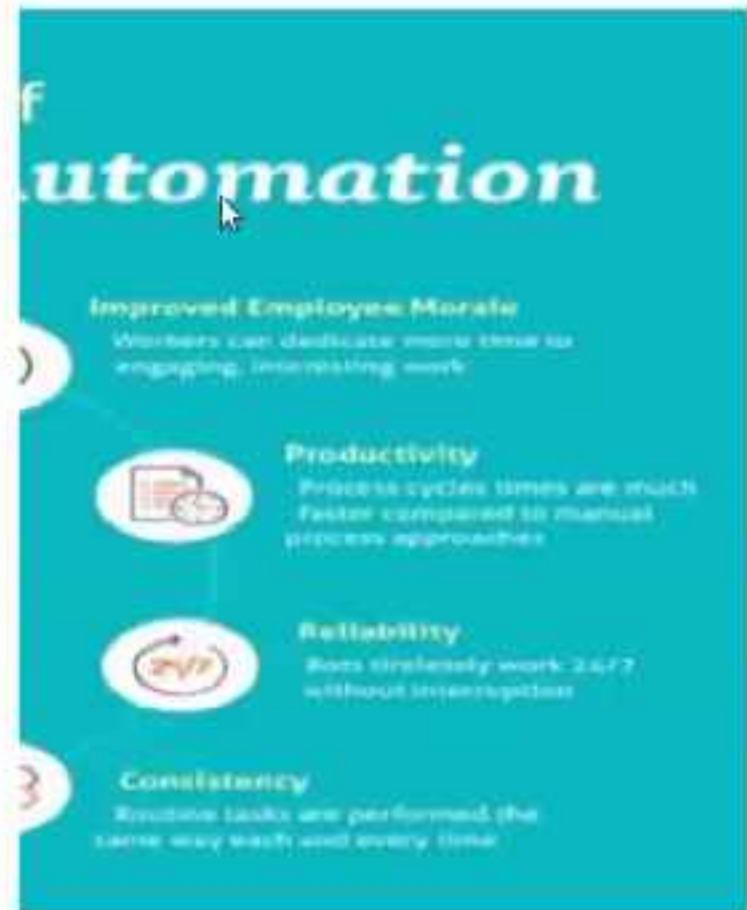 f
utomation
Improved Employee Morale
Workers can dedicate more time to
engaging, interesting work
Productivity
Process cycles times are much
faster compared to manual
process approaches
24/7
Reliability
Bots tirelessly work 24/7
without interruption
Consistency
Routine tasks are performed the
same way each and every time